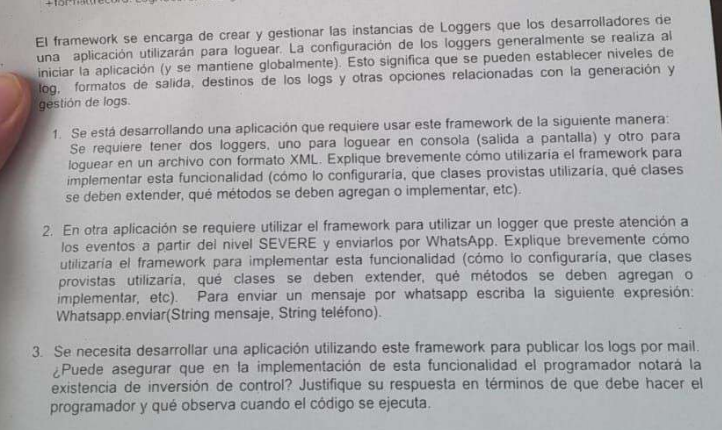 El framework se encarga de crear y gestionar las instancias de Loggers que los desarrolladores de
una aplicación utilizarán para loguear. La configuración de los loggers generalmente se realiza al
iniciar la aplicación (y se mantiene globalmente). Esto significa que se pueden establecer niveles de
log, formatos de salida, destinos de los logs y otras opciones relacionadas con la generación y
gestión de logs.
1. Se está desarrollando una aplicación que requiere usar este framework de la siguiente manera:
Se requiere tener dos loggers, uno para loguear en consola (salida a pantalla) y otro para
loguear en un archivo con formato XML. Explique brevemente cómo utilizaría el framework para
implementar esta funcionalidad (cómo lo configuraría, que clases provistas utilizaría, qué clases
se deben extender, qué métodos se deben agregan o implementar, etc).
2. En otra aplicación se requiere utilizar el framework para utilizar un logger que preste atención a
los eventos a partir del nivel SEVERE y enviarlos por WhatsApp. Explique brevemente cómo
utilizaría el framework para implementar esta funcionalidad (cómo lo configuraría, que clases
provistas utilizaría, qué clases se deben extender, qué métodos se deben agregan o
implementar, etc). Para enviar un mensaje por whatsapp escriba la siguiente expresión:
Whatsapp.enviar(String mensaje, String teléfono).
3. Se necesita desarrollar una aplicación utilizando este framework para publicar los logs por mail.
¿Puede asegurar que en la implementación de esta funcionalidad el programador notará la
existencia de inversión de control? Justifique su respuesta en términos de que debe hacer el
programador y qué observa cuando el código se ejecuta.